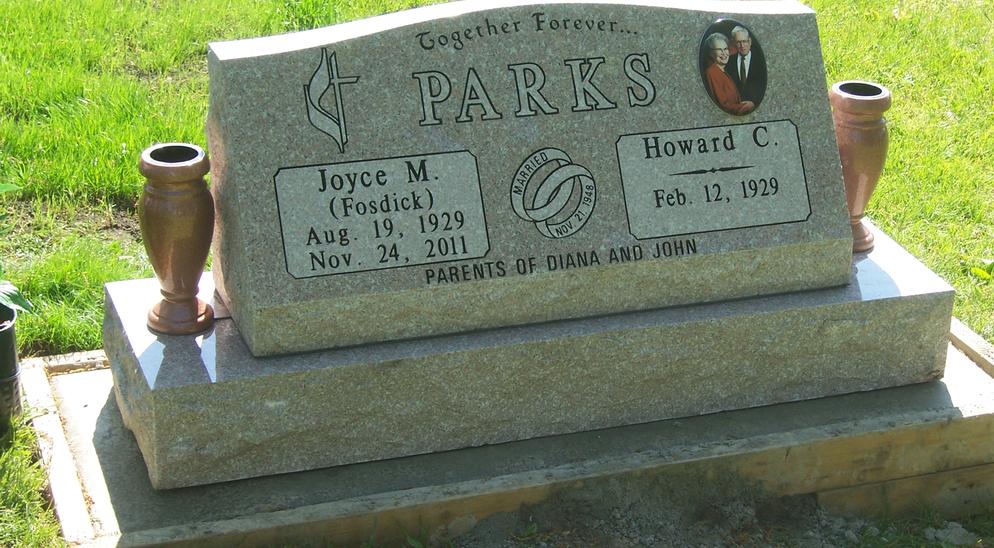 Together Forever...
PARKS
Joyce M.
(Fosdick)
Aug. 19, 1929
Nov. 24, 2011
MARRIED
NOV. 21, 1948
Howard C.
Feb. 12, 1929
PARENTS OF DIANA AND JOHN